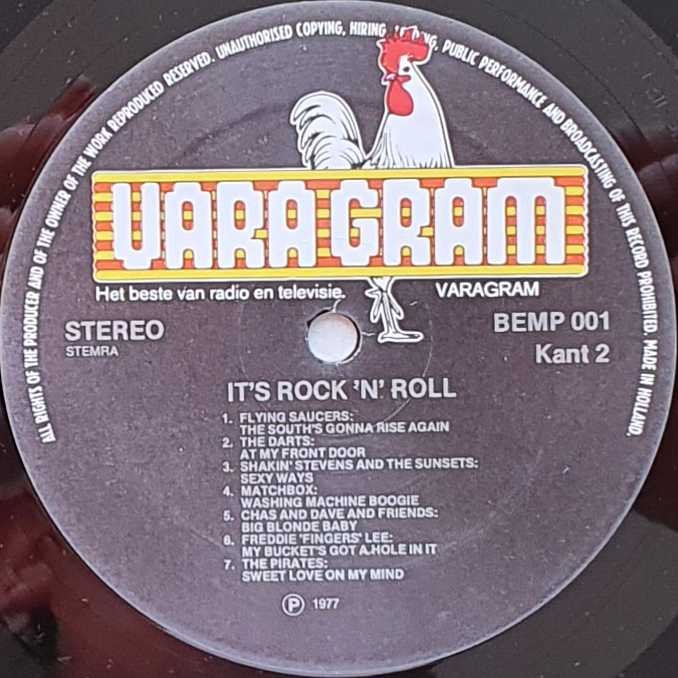 ALL RIGHTS OF THE PRODUCER AND OF THE OWNER OF THE WORK REPRODUCED RESERVED. UNAUTHORISED COPYING, HIRING, PUBLIC PERFORMANCE AND BROADCASTING OF THIS RECORD PROHIBITED. MADE IN HOLLAND.
VARAGRAM
Het beste van radio en televisie.
VARAGRAM
STEREO
STEMRA
BEMP 001
Kant 2
IT'S ROCK 'N' ROLL
1. FLYING SAUCERS:
THE SOUTH'S GONNA RISE AGAIN
2. THE DARTS:
AT MY FRONT DOOR
3. SHAKIN' STEVENS AND THE SUNSETS:
SEXY WAYS
4. MATCHBOX:
WASHING MACHINE BOOGIE
5. CHAS AND DAVE AND FRIENDS:
BIG BLONDE BABY
6. FREDDIE 'FINGERS' LEE:
MY BUCKET'S GOT A HOLE IN IT
7. THE PIRATES:
SWEET LOVE ON MY MIND
℗ 1977